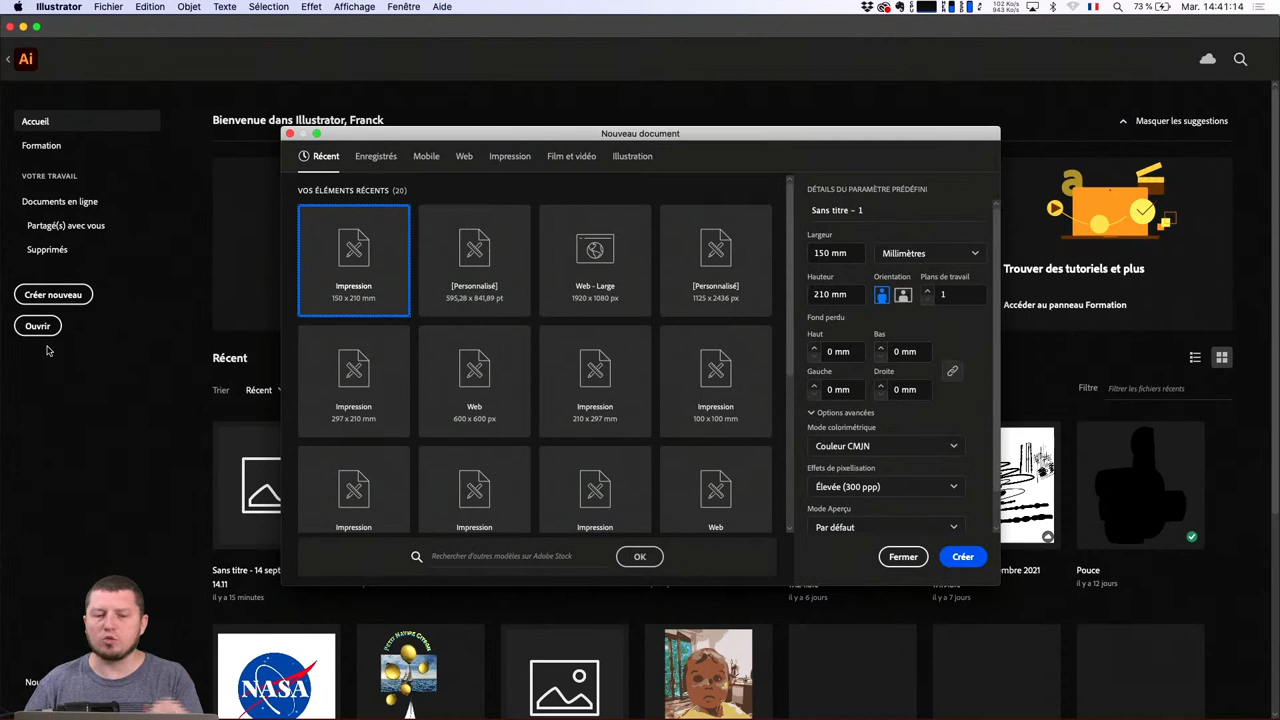 Illustrator Fichier Edition Objet Texte Sélection Effet Affichage Fenêtre Aide
102 Ko/s
943 Ko/s
73 %
Mar. 14:41:14
Ai
Accueil
Formation
VOTRE TRAVAIL
Documents en ligne
Partagé(s) avec vous
Supprimés
Créer nouveau
Ouvrir
Bienvenue dans Illustrator, Franck
Masquer les suggestions
Nouveau document
Récent Enregistrés Mobile Web Impression Film et vidéo Illustration
VOS ÉLÉMENTS RÉCENTS (20)
Impression
150 x 210 mm
[Personnalisé]
595,28 x 841,89 pt
Web - Large
1920 x 1080 px
[Personnalisé]
1125 x 2436 px
Impression
297 x 210 mm
Web
600 x 600 px
Impression
210 x 297 mm
Impression
100 x 100 mm
Impression
Impression
Impression
Web
Rechercher d'autres modèles sur Adobe Stock
OK
DÉTAILS DU PARAMÈTRE PRÉDÉFINI
Sans titre - 1
Largeur
150 mm
Millimètres
Hauteur Orientation Plans de travail
210 mm
1
Fond perdu
Haut Bas
0 mm 0 mm
Gauche Droite
0 mm 0 mm
Options avancées
Mode colorimétrique
Couleur CMJN
Effets de pixellisation
Élevée (300 ppp)
Mode Aperçu
Par défaut
Fermer Créer
Trouver des tutoriels et plus
Accéder au panneau Formation
Récent
Trier Récent
Filtre Filtrer les fichiers récents
Sans titre - 14 sept
14.11
il y a 15 minutes
il y a 6 jours
embre 2021
il y a 7 jours
Pouce
il y a 12 jours
Nou
NASA